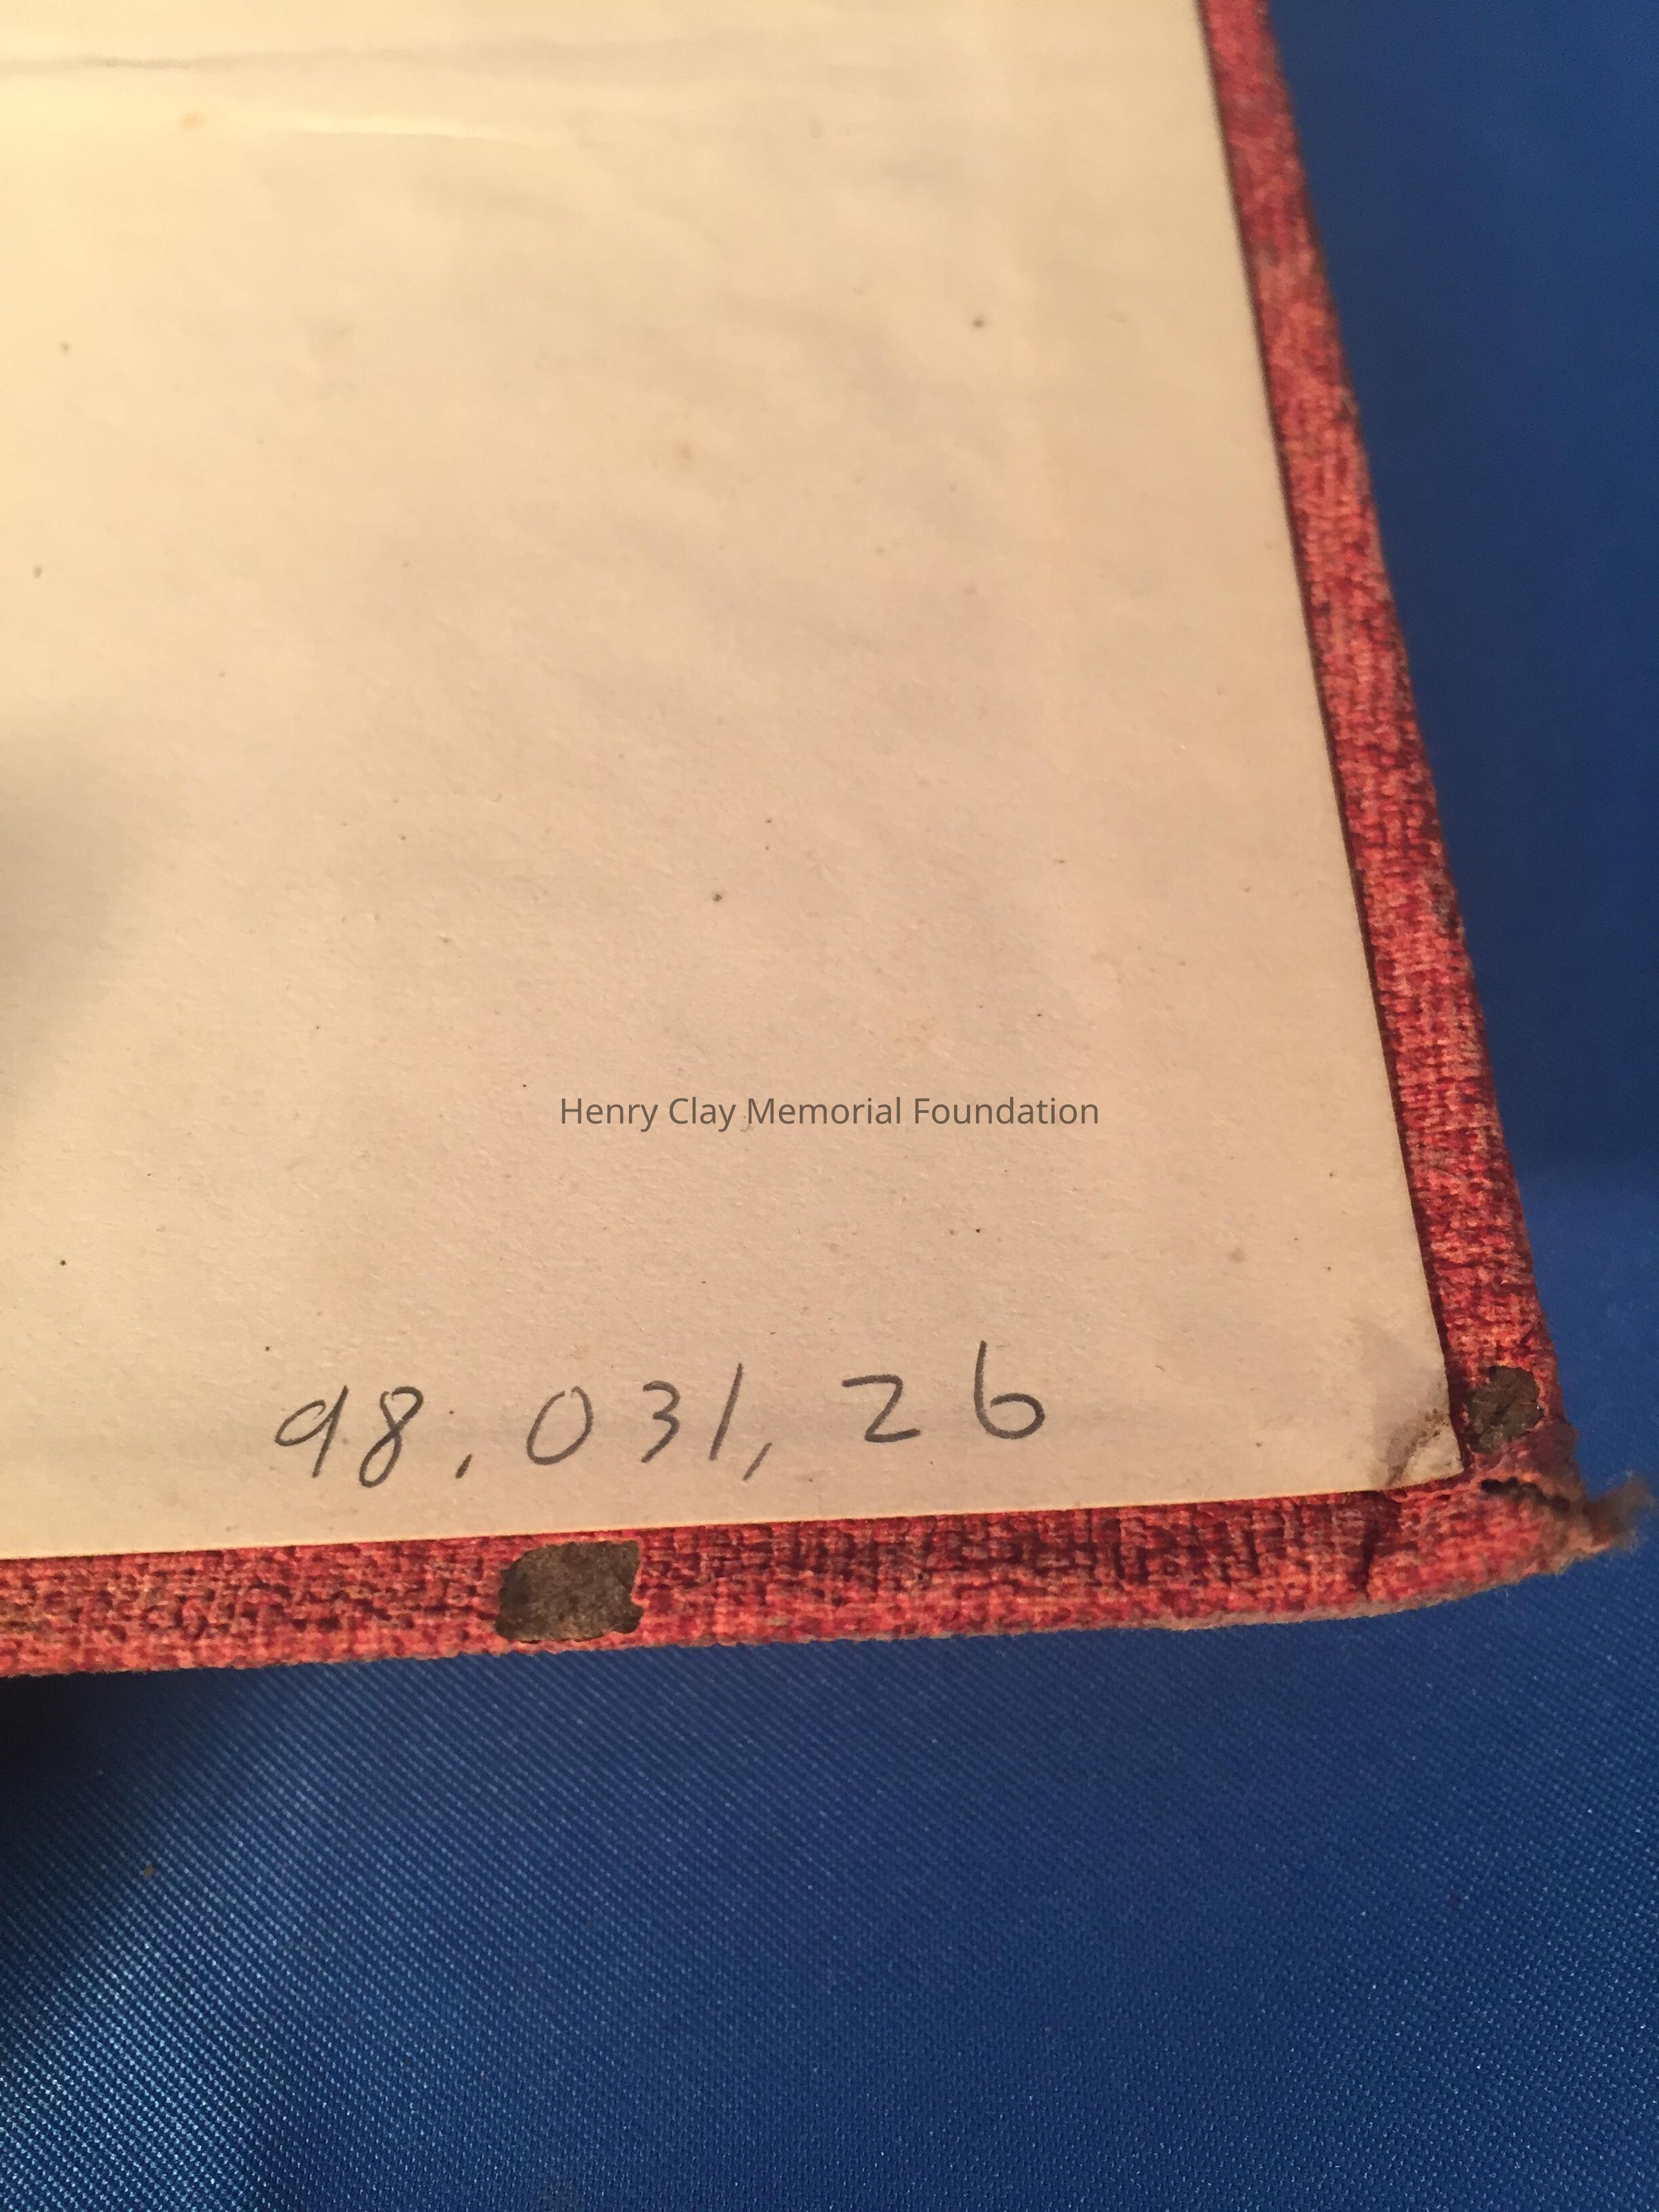 Henry Clay Memorial Foundation
98.031,26